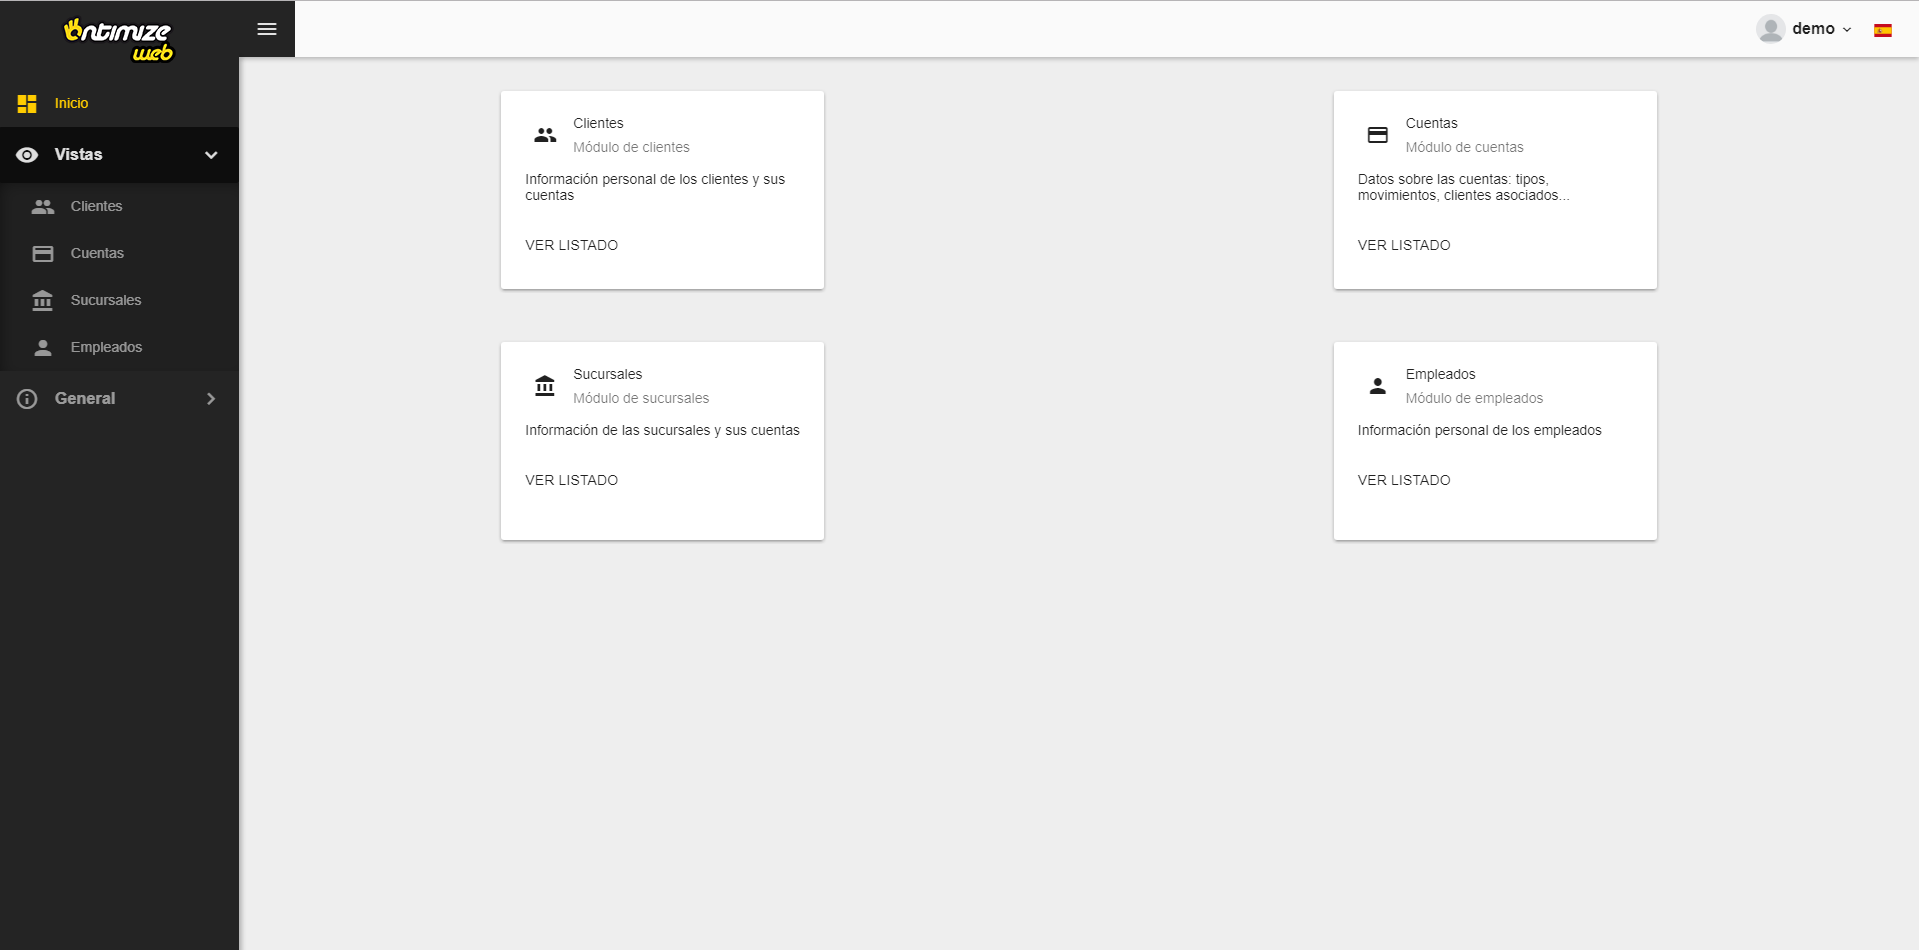 Ontimize
web
demo
Inicio
Vistas
Clientes
Cuentas
Sucursales
Empleados
General
Clientes
Módulo de clientes
Información personal de los clientes y sus
cuentas
VER LISTADO
Cuentas
Módulo de cuentas
Datos sobre las cuentas: tipos,
movimientos, clientes asociados...
VER LISTADO
Sucursales
Módulo de sucursales
Información de las sucursales y sus cuentas
VER LISTADO
Empleados
Módulo de empleados
Información personal de los empleados
VER LISTADO